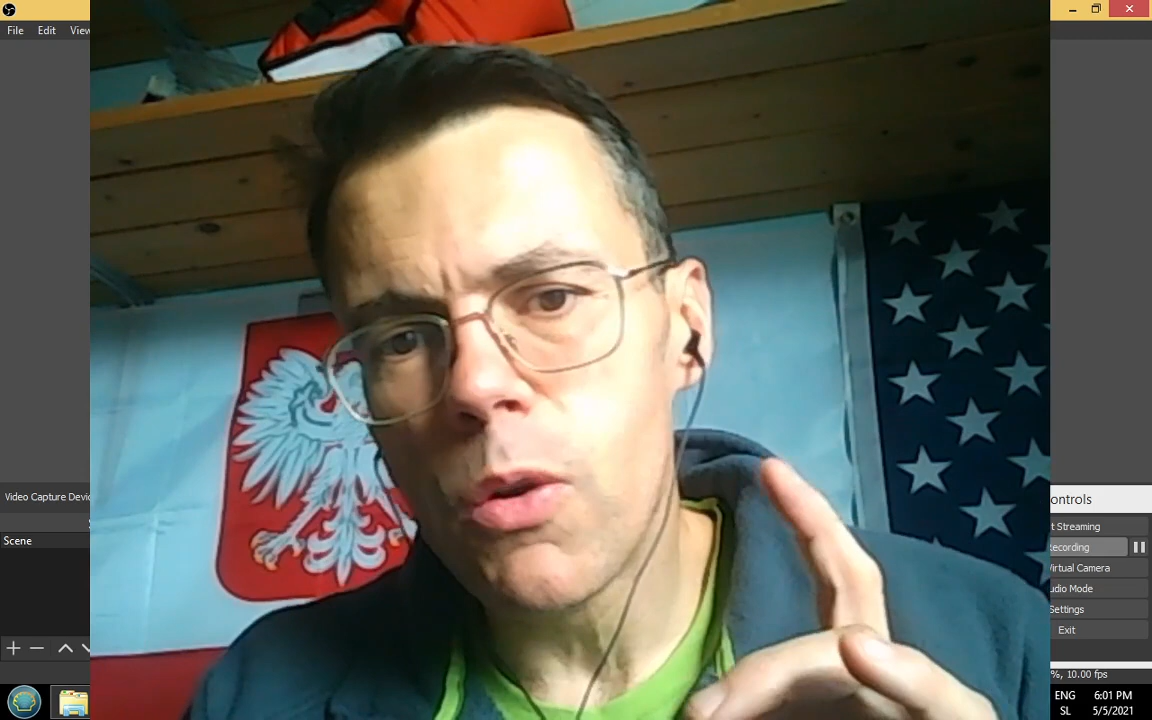 File Edit View
Video Capture Devi
Scene
ontrols
t Streaming
ecording
Virtual Camera
udio Mode
Settings
Exit
%, 10.00 fps
ENG 6:01 PM
SL 5/5/2021